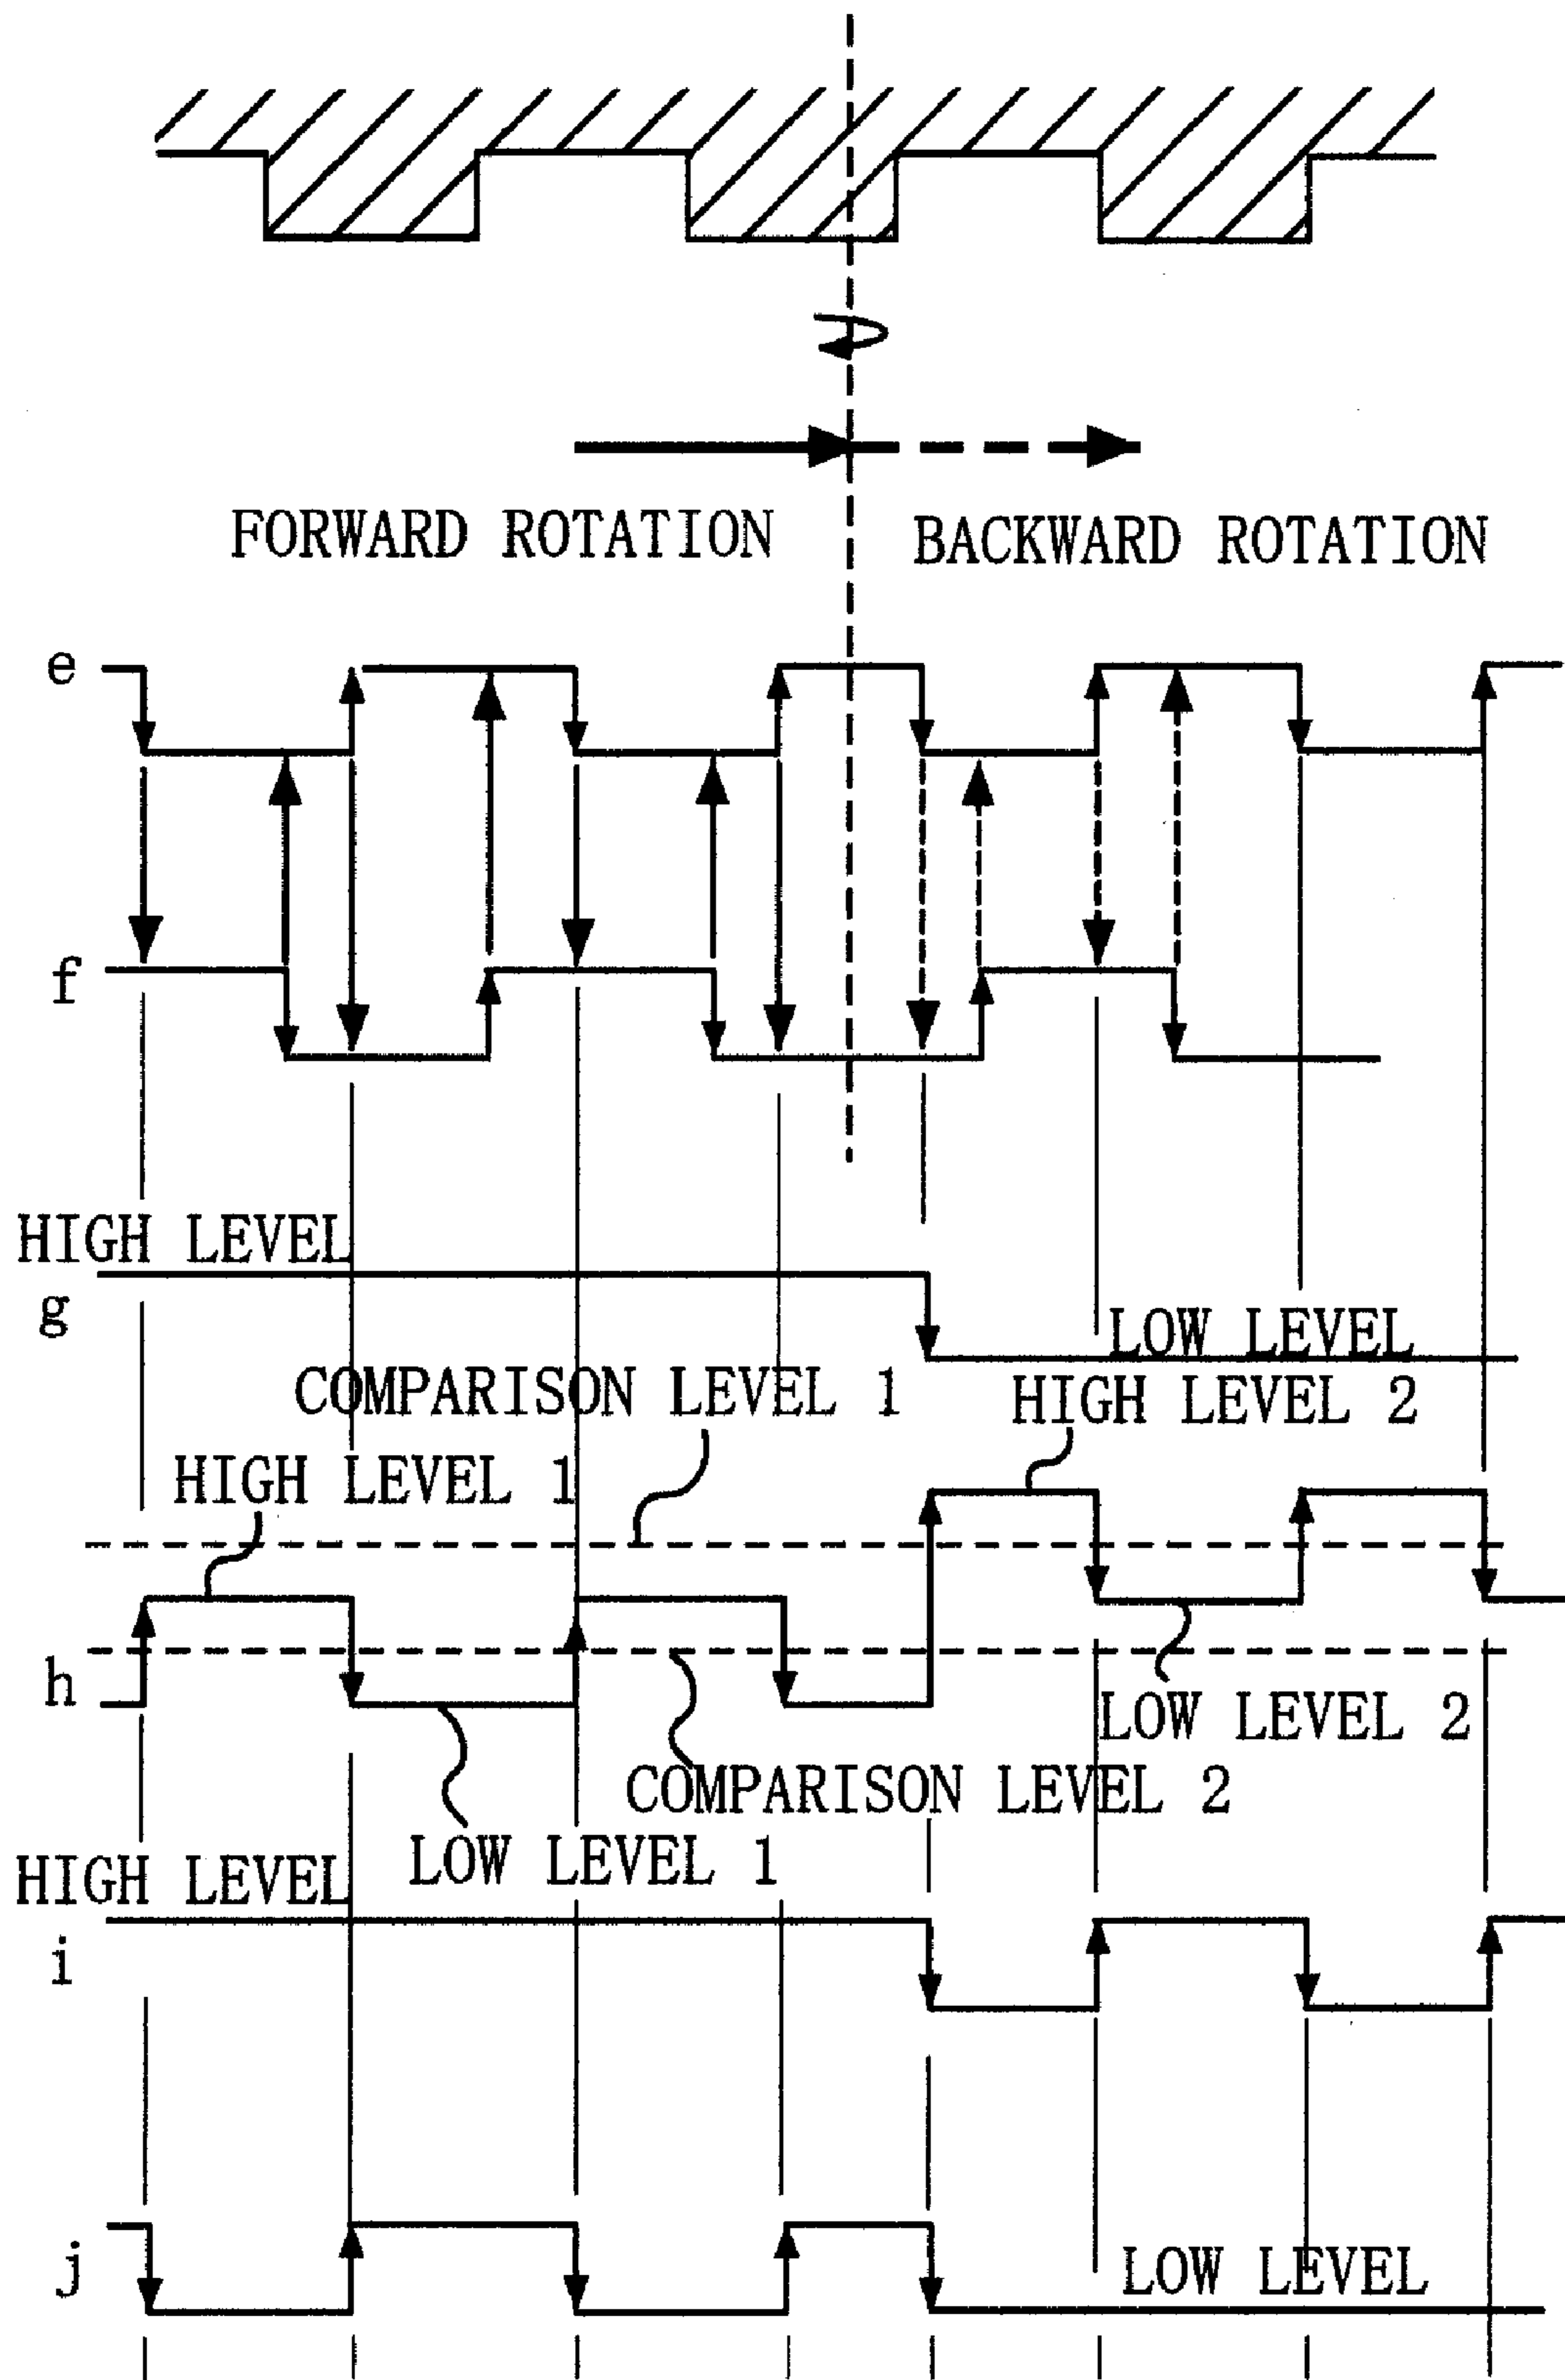 FORWARD ROTATION
BACKWARD ROTATION
e
f
HIGH LEVEL
g
LOW LEVEL
COMPARISON LEVEL 1
HIGH LEVEL 2
HIGH LEVEL 1
h
LOW LEVEL 2
COMPARISON LEVEL 2
LOW LEVEL 1
HIGH LEVEL
i
j
LOW LEVEL